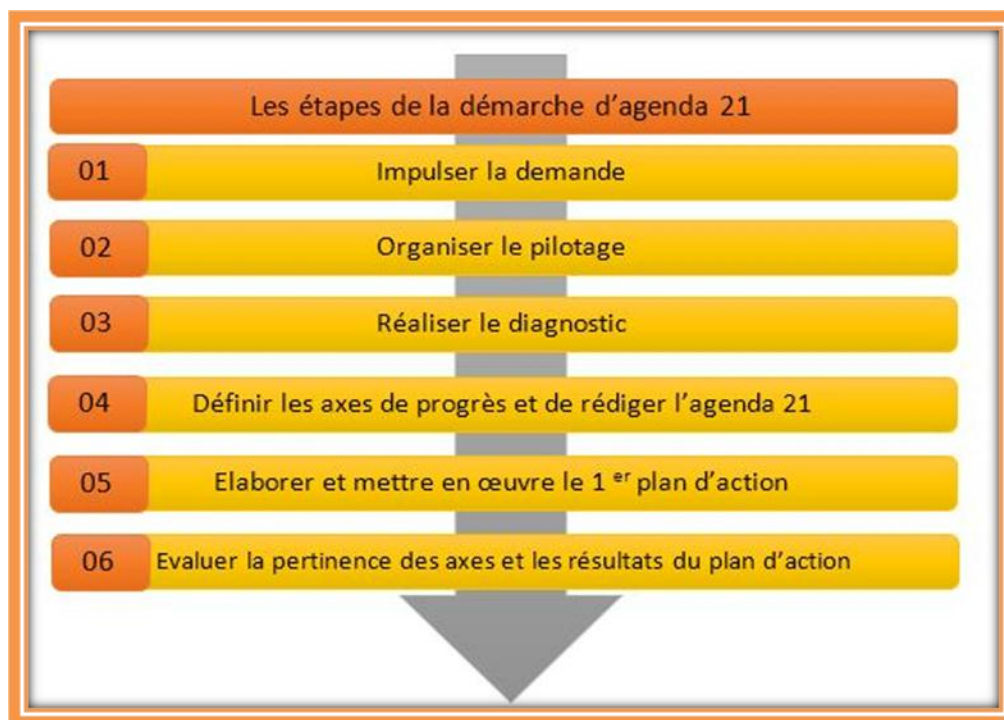 Les étapes de la démarche d’agenda 21
01 Impulser la demande
02 Organiser le pilotage
03 Réaliser le diagnostic
04 Définir les axes de progrès et de rédiger l’agenda 21
05 Elaborer et mettre en œuvre le 1 er plan d’action
06 Evaluer la pertinence des axes et les résultats du plan d’action